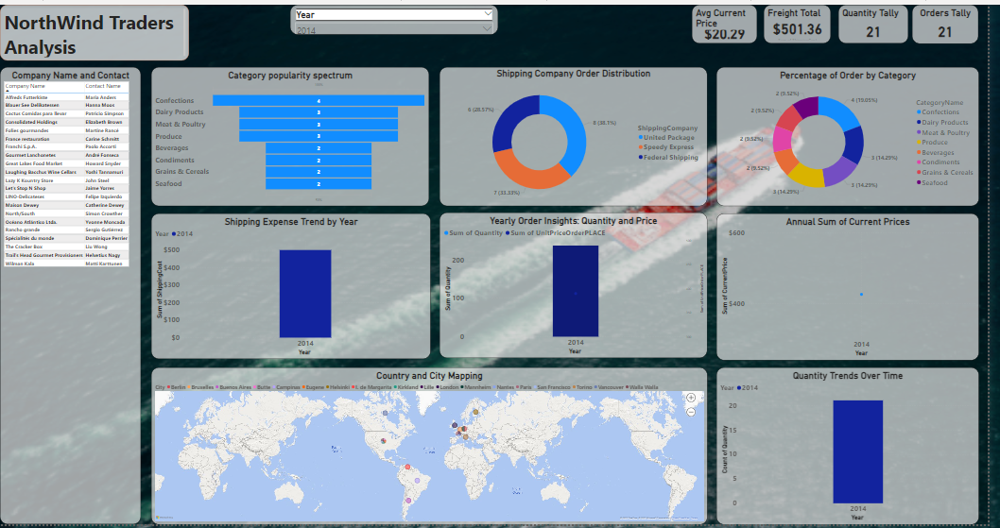 NorthWind Traders
Analysis
Year
2014
Avg Current
Price
$20.29
Freight Total
$501.36
Quantity Tally
21
Orders Tally
21
Company Name and Contact
Company Name Contact Name
Alfreds Futterkiste Maria Anders
Blauer See Delikatessen Hanna Moos
Cactus Comidas para llevar Patricio Simpson
Consolidated Holdings Elizabeth Brown
Folies gourmandes Martine Rancé
France restauration Carine Schmitt
Franchi S.p.A. Paolo Accorti
Gourmet Lanchonetes André Fonseca
Great Lakes Food Market Howard Snyder
Laughing Bacchus Wine Cellars Yoshi Tannamuri
Lazy K Kountry Store John Steel
Let's Stop N Shop Jaime Yorres
LINO-Delicateses Felipe Izquierdo
Maison Dewey Catherine Dewey
North/South Simon Crowther
Océano Atlántico Ltda. Yvonne Moncada
Rancho grande Sergio Gutiérrez
Spécialités du monde Dominique Perrier
The Cracker Box Liu Wong
Trail's Head Gourmet Provisioners Helvetius Nagy
Wilman Kala Matti Karttunen
Category popularity spectrum
Confections 4
Dairy Products 3
Meat & Poultry 3
Produce 3
Beverages 2
Condiments 2
Grains & Cereals 2
Seafood 2
Shipping Company Order Distribution
6 (28.57%)
8 (38.1%)
7 (33.33%)
ShippingCompany
United Package
Speedy Express
Federal Shipping
Percentage of Order by Category
2 (9.52%)
4 (19.05%)
2 (9.52%)
2 (9.52%)
3 (14.29%)
2 (9.52%)
3 (14.29%)
3 (14.29%)
CategoryName
Confections
Dairy Products
Meat & Poultry
Produce
Beverages
Condiments
Grains & Cereals
Seafood
Shipping Expense Trend by Year
Year 2014
Sum of ShippingCost
$500
$400
$300
$200
$100
$0
2014
Year
Yearly Order Insights: Quantity and Price
Sum of Quantity Sum of UnitPriceOrderPLACE
Sum of Quantity
200
100
0
2014
Year
Annual Sum of Current Prices
Sum of CurrentPrice
$600
$400
2014
Year
Country and City Mapping
City Berlin Bruxelles Buenos Aires Butte Campinas Eugene Helsinki I. de Margarita Kirkland Lille London Mannheim Nantes Paris San Francisco Torino Vancouver Walla Walla
Quantity Trends Over Time
Year 2014
Count of Quantity
20
15
10
5
0
2014
Year